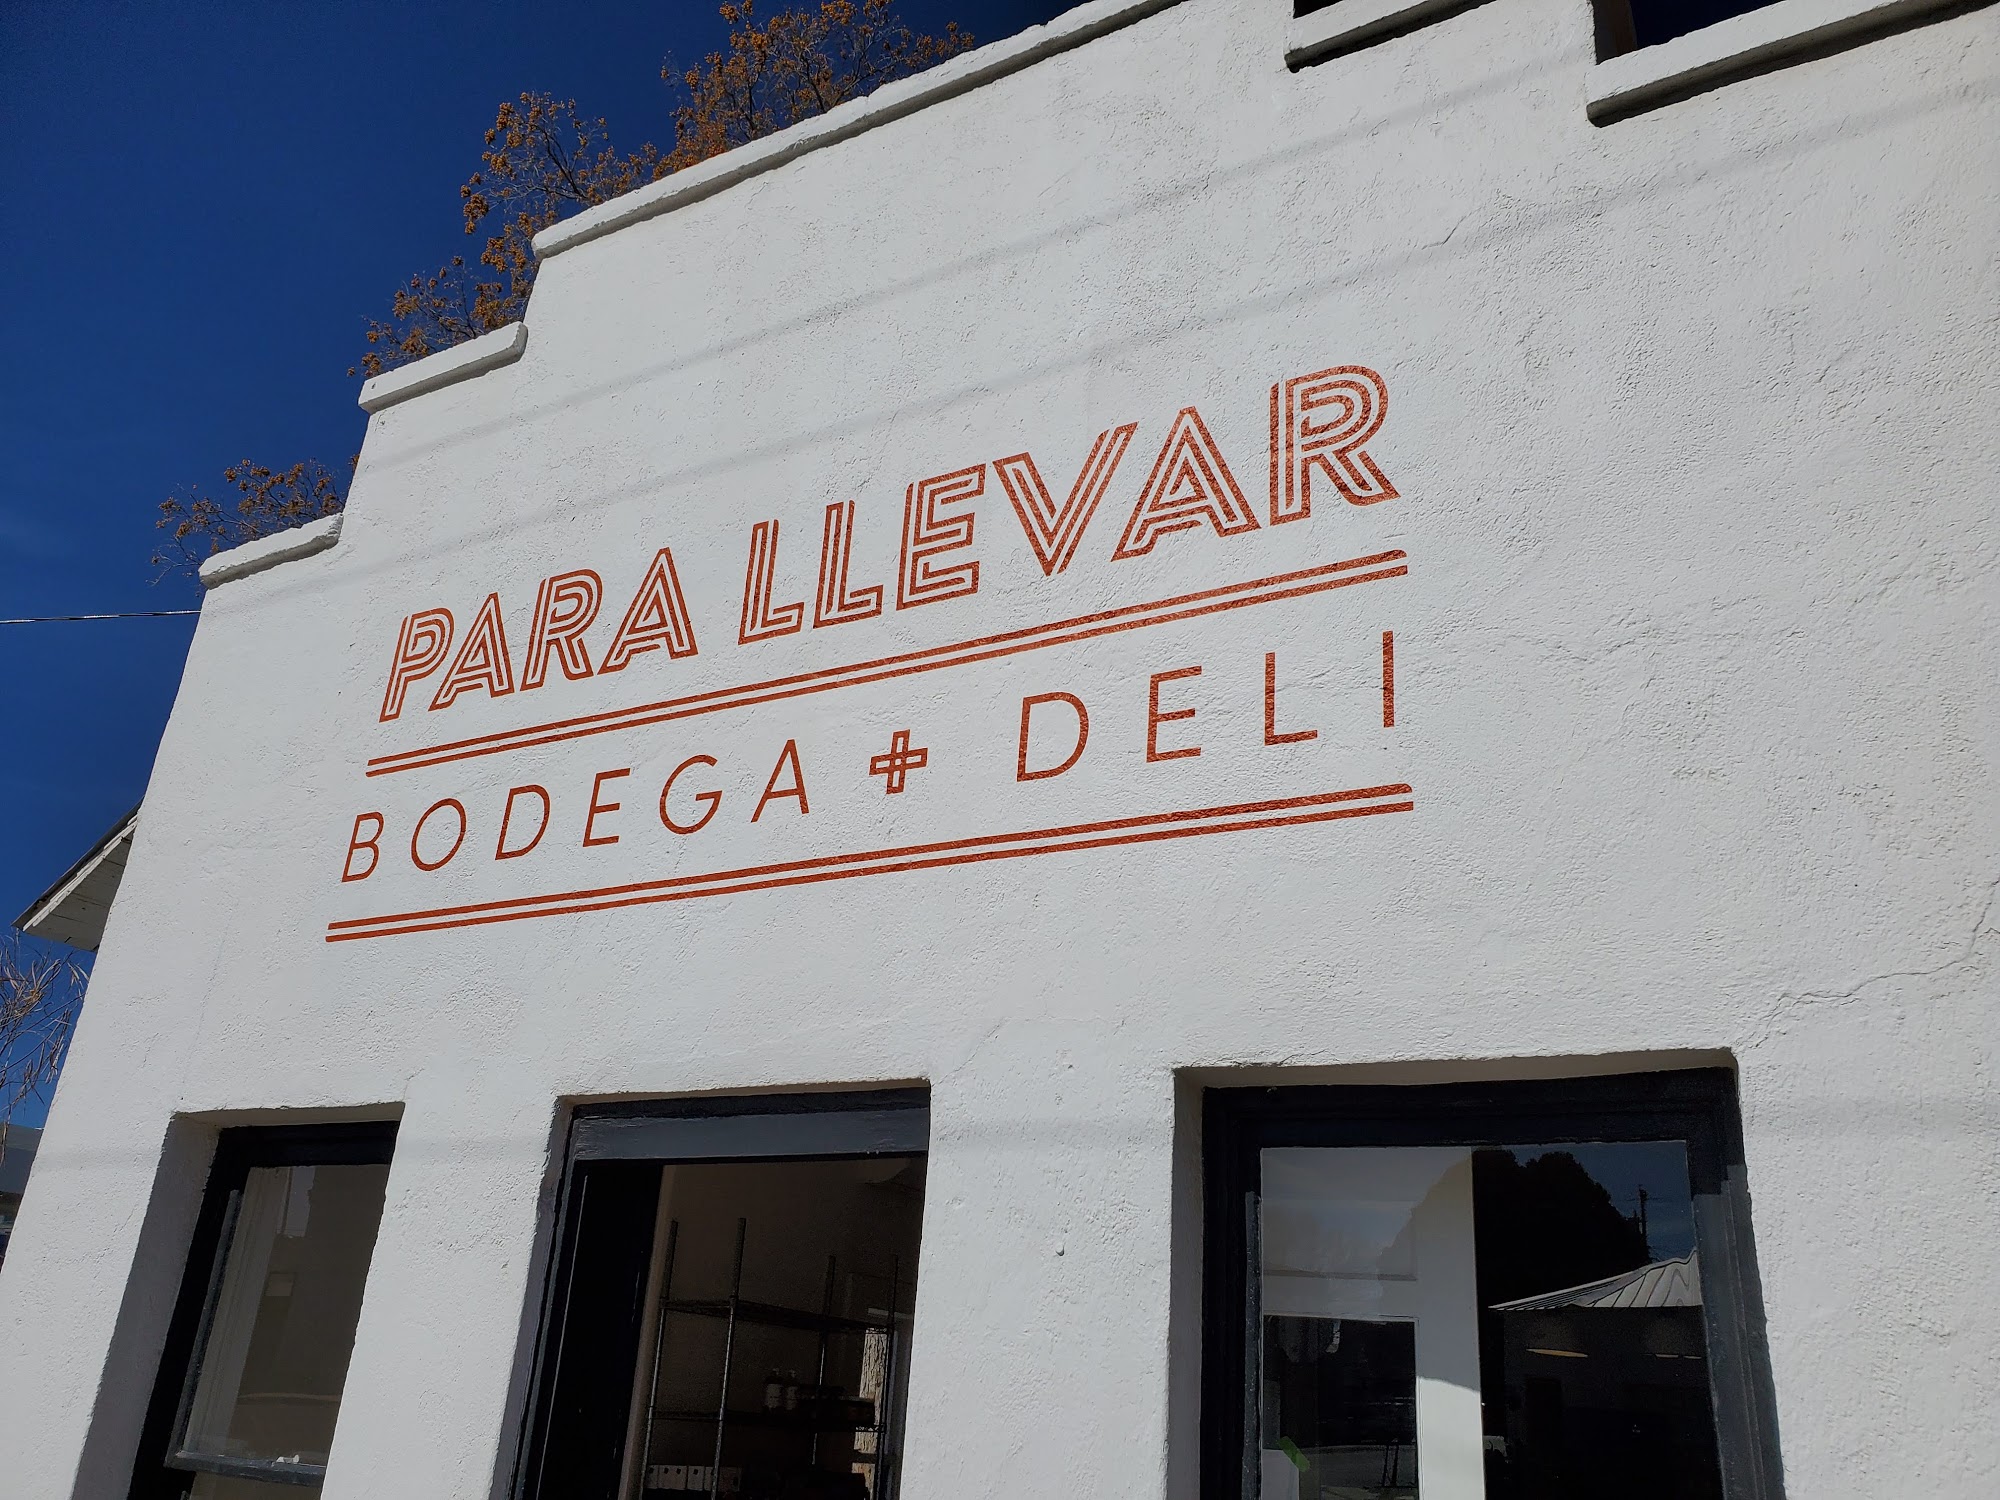 PARA LLEVAR
BODEGA + DELI